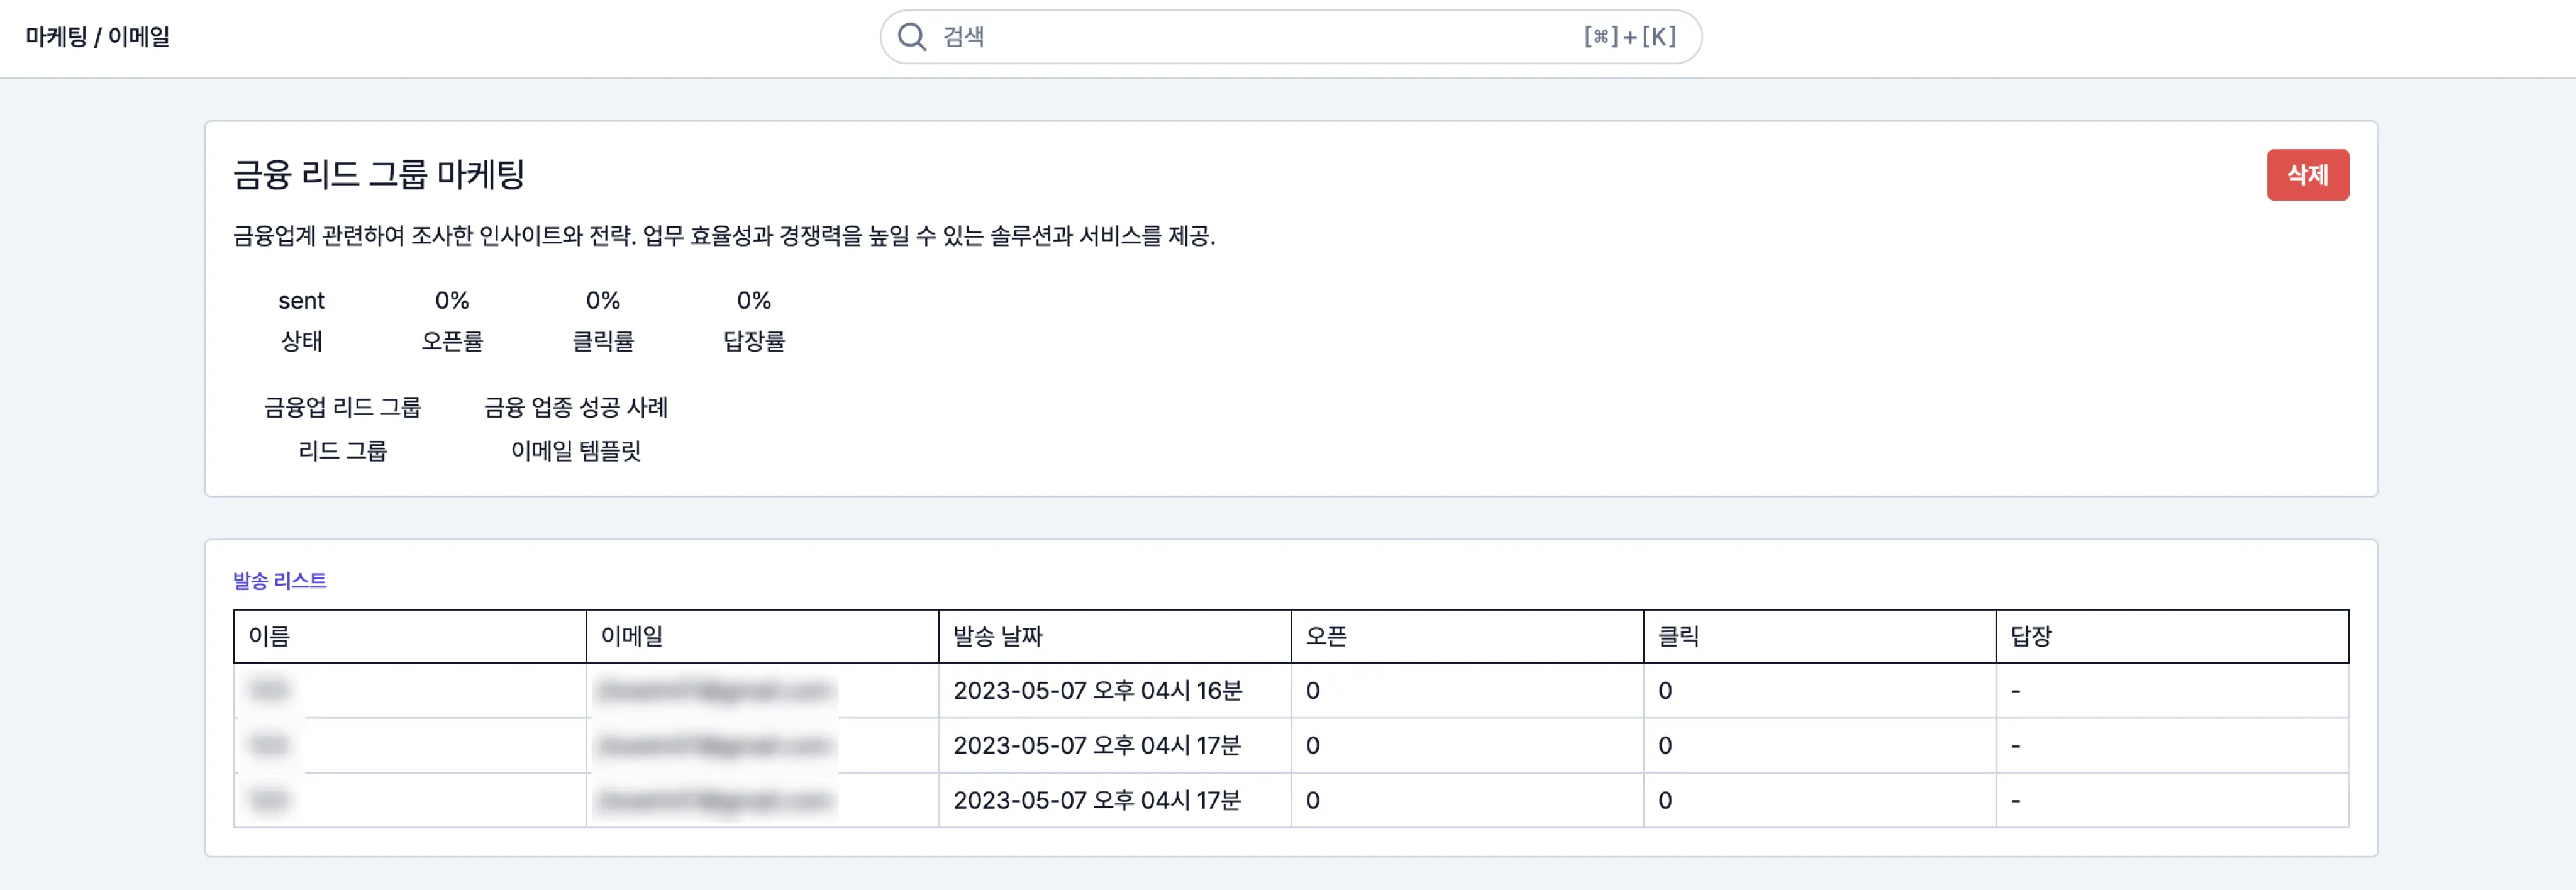 마케팅 / 이메일
검색 [⌘]+[K]
금융 리드 그룹 마케팅 삭제
금융업계 관련하여 조사한 인사이트와 전략. 업무 효율성과 경쟁력을 높일 수 있는 솔루션과 서비스를 제공.
sent 0% 0% 0%
상태 오픈률 클릭률 답장률
금융업 리드 그룹 금융 업종 성공 사례
리드 그룹 이메일 템플릿
발송 리스트
이름 이메일 발송 날짜 오픈 클릭 답장
2023-05-07 오후 04시 16분 0 0 -
2023-05-07 오후 04시 17분 0 0 -
2023-05-07 오후 04시 17분 0 0 -